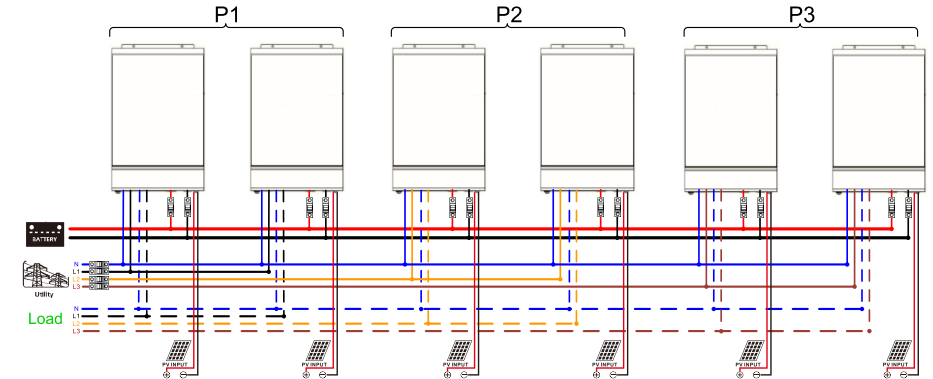 P1 P2 P3
BATTERY
N
L1
L2
L3
Utility
Load
N
L1
L2
L3
PV INPUT PV INPUT PV INPUT PV INPUT PV INPUT PV INPUT